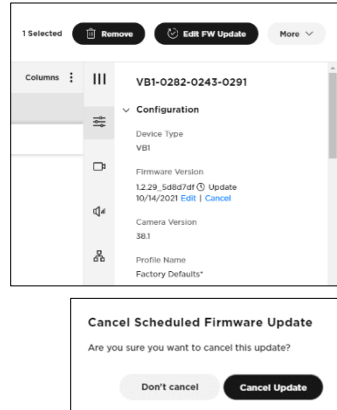 1 Selected Remove Edit FW Update More
Columns
VB1-0282-0243-0291
Configuration
Device Type
VB1
Firmware Version
1.2.29_5d8d7df Update
10/14/2021 Edit | Cancel
Camera Version
38.1
Profile Name
Factory Defaults*
Cancel Scheduled Firmware Update
Are you sure you want to cancel this update?
Don't cancel Cancel Update